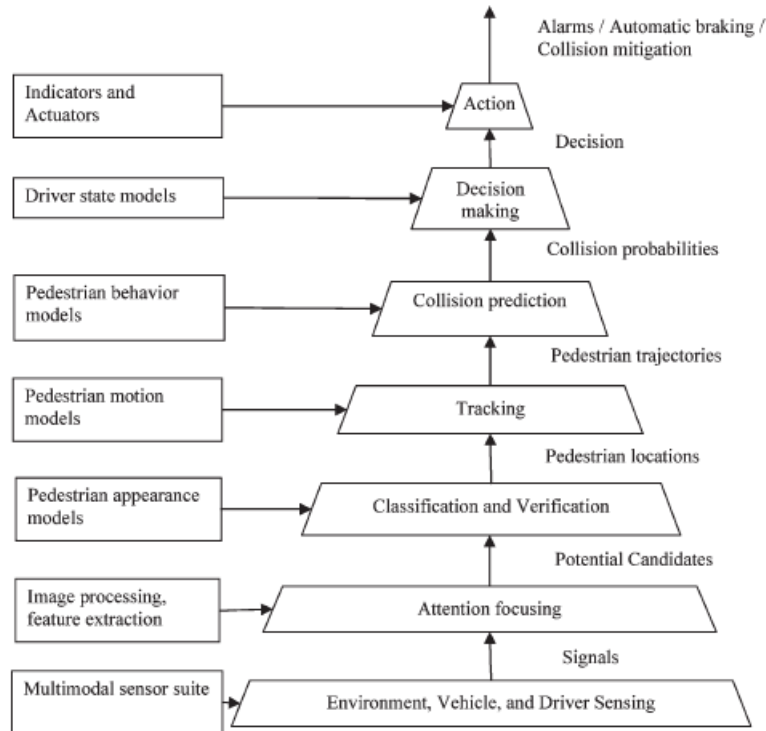 Alarms / Automatic braking /
Collision mitigation
Indicators and
Actuators
Action
Decision
Driver state models
Decision
making
Collision probabilities
Pedestrian behavior
models
Collision prediction
Pedestrian trajectories
Pedestrian motion
models
Tracking
Pedestrian locations
Pedestrian appearance
models
Classification and Verification
Potential Candidates
Image processing,
feature extraction
Attention focusing
Signals
Multimodal sensor suite
Environment, Vehicle, and Driver Sensing